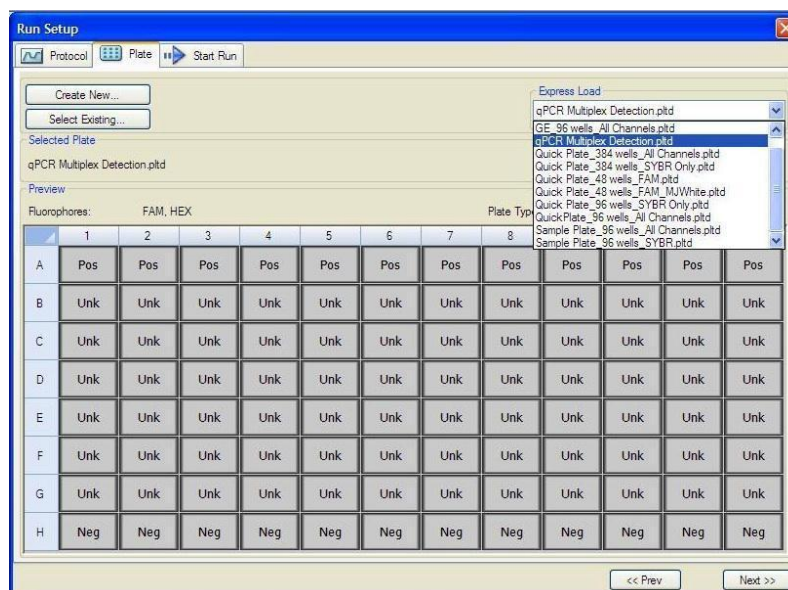 Run Setup
Protocol Plate Start Run
Create New...
Select Existing...
Express Load
qPCR Multiplex Detection.pltd
GE_96 wells_All Channels.pltd
qPCR Multiplex Detection.pltd
Quick Plate_384 wells_All Channels.pltd
Quick Plate_384 wells_SYBR Only.pltd
Quick Plate_48 wells_FAM.pltd
Quick Plate_48 wells_FAM_MJWhite.pltd
Quick Plate_96 wells_SYBR Only.pltd
QuickPlate_96 wells_All Channels.pltd
Sample Plate_96 wells_All Channels.pltd
Sample Plate_96 wells_SYBR.pltd
Selected Plate
qPCR Multiplex Detection.pltd
Preview
Fluorophores: FAM, HEX Plate Typ
1 2 3 4 5 6 7 8
A Pos Pos Pos Pos Pos Pos Pos Pos Pos Pos Pos Pos
B Unk Unk Unk Unk Unk Unk Unk Unk Unk Unk Unk Unk
C Unk Unk Unk Unk Unk Unk Unk Unk Unk Unk Unk Unk
D Unk Unk Unk Unk Unk Unk Unk Unk Unk Unk Unk Unk
E Unk Unk Unk Unk Unk Unk Unk Unk Unk Unk Unk Unk
F Unk Unk Unk Unk Unk Unk Unk Unk Unk Unk Unk Unk
G Unk Unk Unk Unk Unk Unk Unk Unk Unk Unk Unk Unk
H Neg Neg Neg Neg Neg Neg Neg Neg Neg Neg Neg Neg
<< Prev Next >>